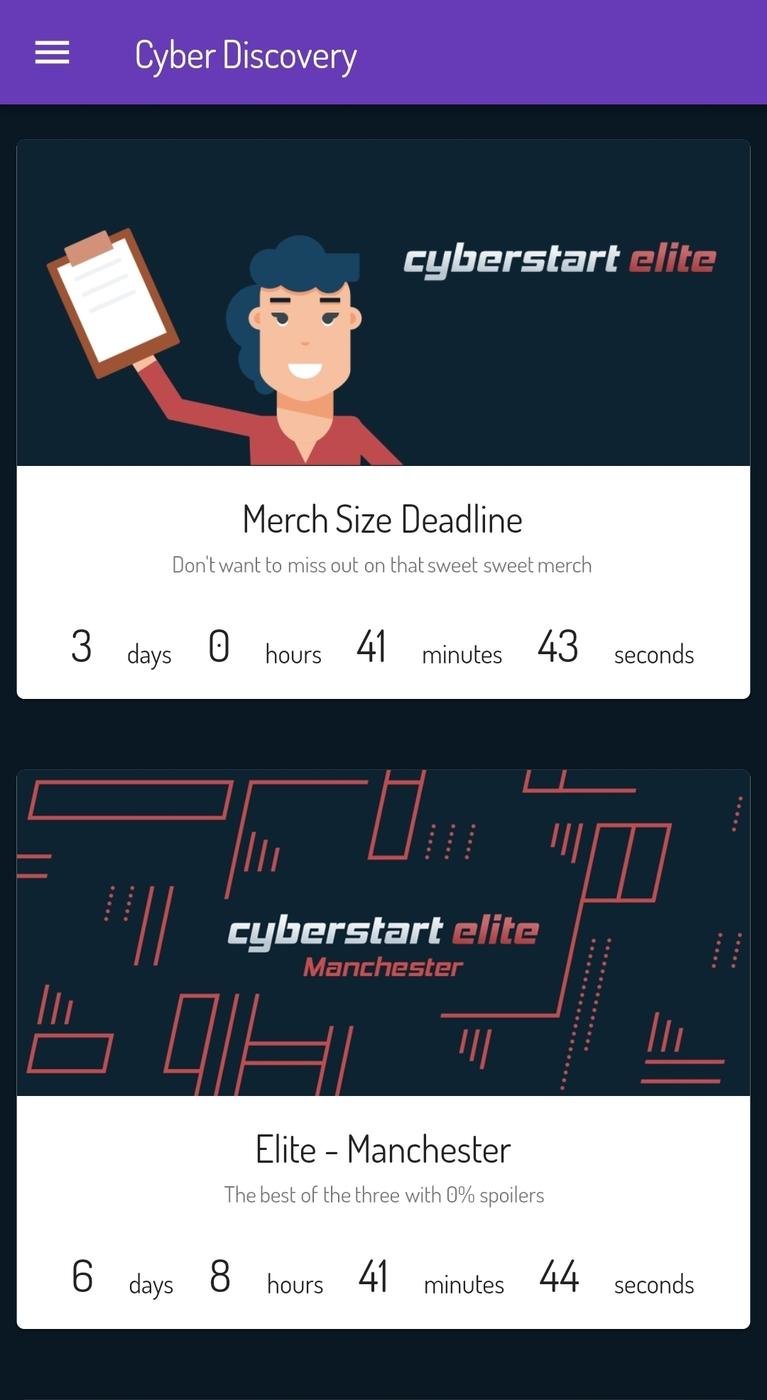 Cyber Discovery
cyberstart elite
Merch Size Deadline
Don't want to miss out on that sweet sweet merch
3 days 0 hours 41 minutes 43 seconds
cyberstart elite
Manchester
Elite - Manchester
The best of the three with 0% spoilers
6 days 8 hours 41 minutes 44 seconds